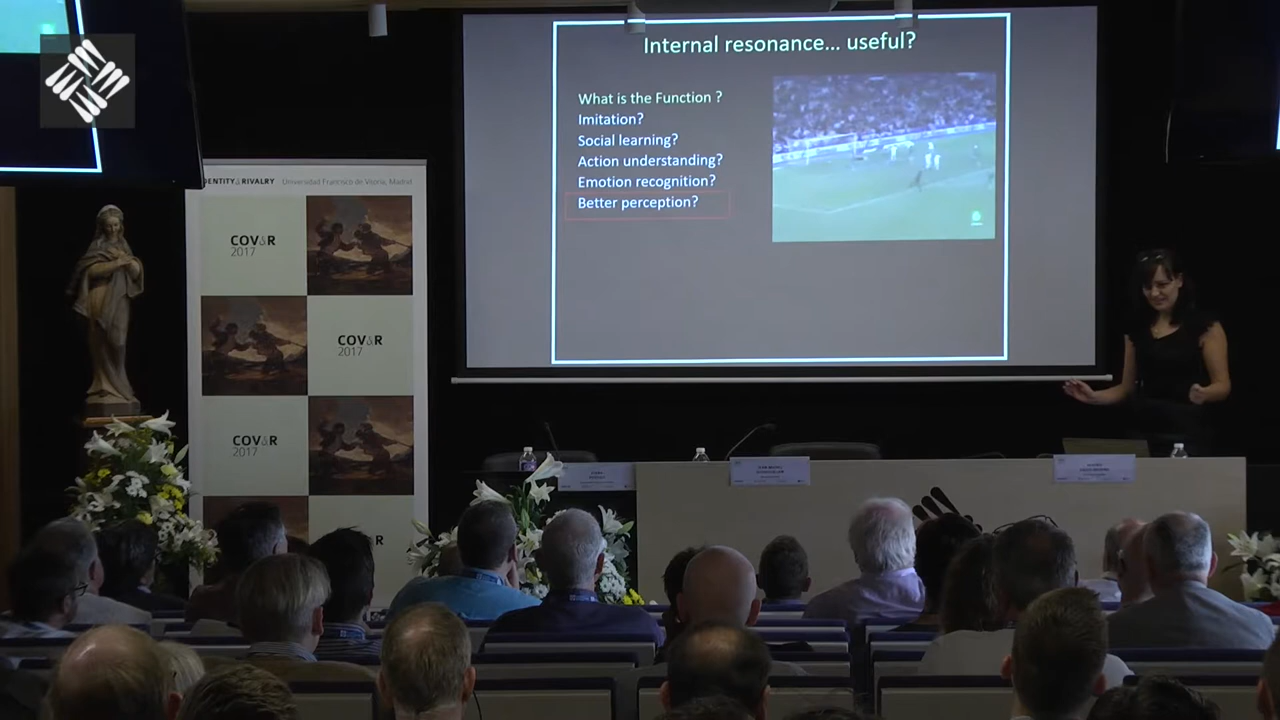 Internal resonance... useful?
What is the Function ?
Imitation?
Social learning?
Action understanding?
Emotion recognition?
Better perception?
IDENTITY & RIVALRY Universidad Francisco de Vitoria, Madrid
COV&R
2017
COV&R
2017
COV&R
2017